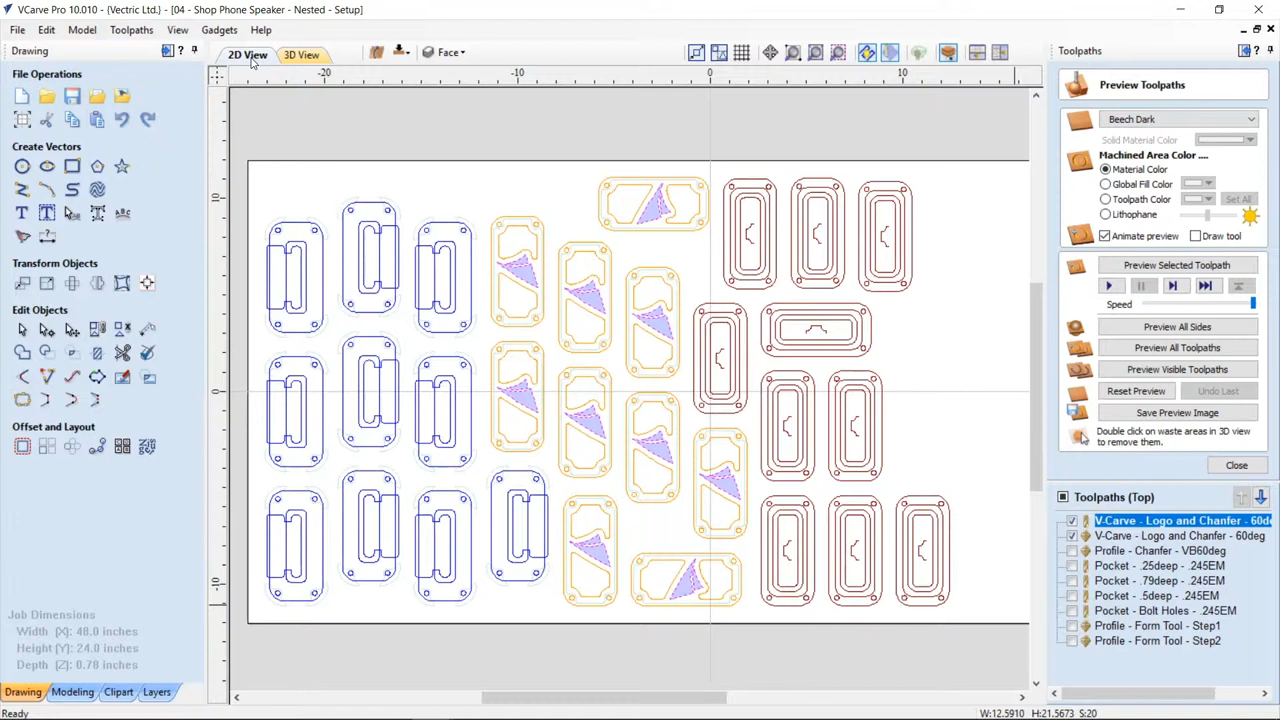 VCarve Pro 10.010 - {Vectric Ltd.} - [04 - Shop Phone Speaker - Nested - Setup]
File Edit Model Toolpaths View Gadgets Help
Drawing
2D View
3D View
Face
Toolpaths
File Operations
Create Vectors
Transform Objects
Edit Objects
Offset and Layout
Job Dimensions
Width (X): 48.0 inches
Height (Y): 24.0 inches
Depth (Z): 0.78 inches
Drawing Modeling Clipart Layers
Ready
-20 -10 0 10
10
0
-10
Preview Toolpaths
Beech Dark
Solid Material Color
Machined Area Color ....
Material Color
Global Fill Color
Toolpath Color Set All
Lithophane
Animate preview Draw tool
Preview Selected Toolpath
Speed
Preview All Sides
Preview All Toolpaths
Preview Visible Toolpaths
Reset Preview Undo Last
Save Preview Image
Double click on waste areas in 3D view
to remove them.
Close
Toolpaths (Top)
V-Carve - Logo and Chanfer - 60de
V-Carve - Logo and Chanfer - 60deg
Profile - Chanfer - VB60deg
Pocket - .25deep - .245EM
Pocket - .79deep - .245EM
Pocket - .5deep - .245EM
Pocket - Bolt Holes - .245EM
Profile - Form Tool - Step1
Profile - Form Tool - Step2
W:12.5910 H:21.5673 S:20